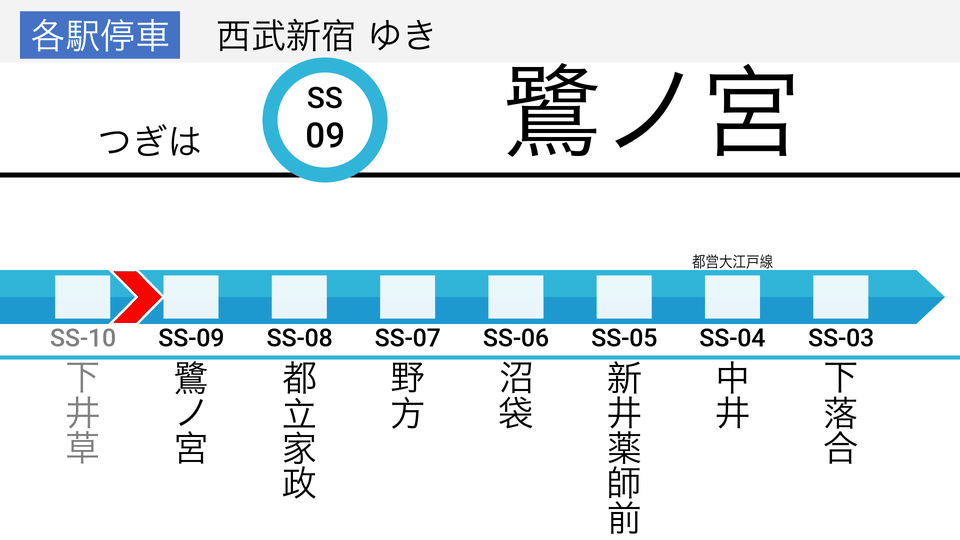 各駅停車
西武新宿 ゆき
つぎは
SS
09
鷺ノ宮
都営大江戸線
SS-10
SS-09
SS-08
SS-07
SS-06
SS-05
SS-04
SS-03
下井草
鷺ノ宮
都立家政
野方
沼袋
新井薬師前
中井
下落合